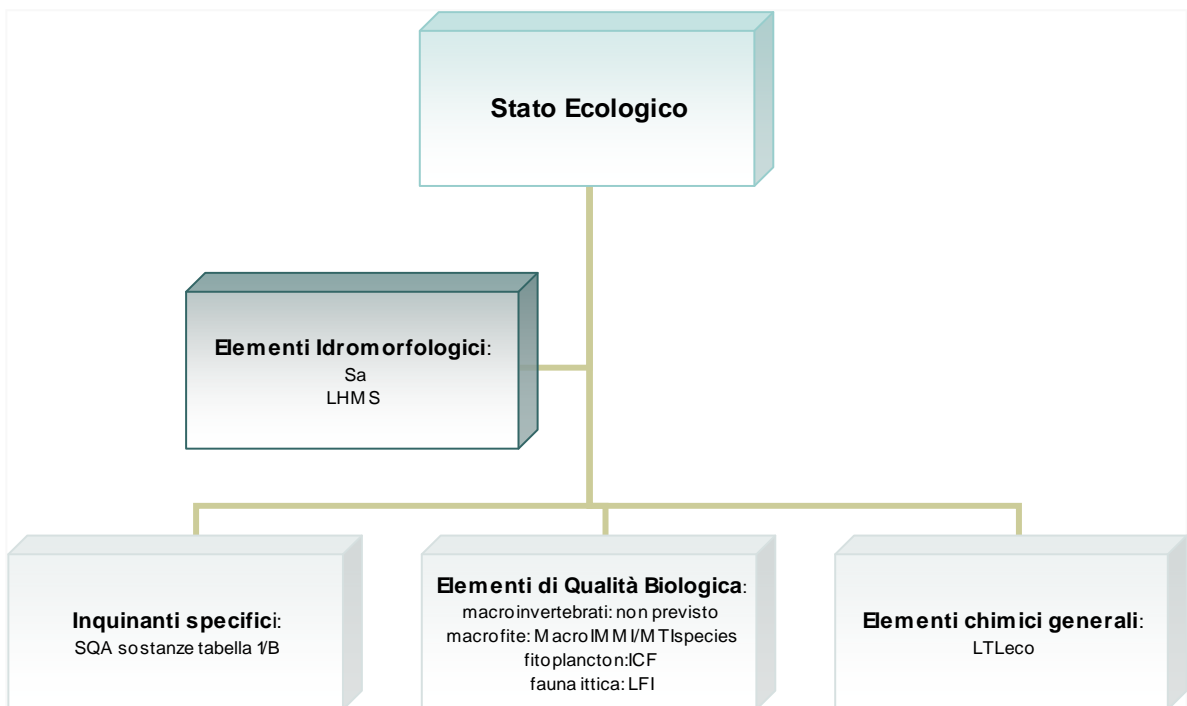 Stato Ecologico
Elementi Idromorfologici:
Sa
LHMS
Inquinanti specifici:
SQA sostanze tabella 1/B
Elementi di Qualità Biologica:
macroinvertebrati: non previsto
macrofite: MacroIMMI/MTIspecies
fitoplancton:ICF
fauna ittica: LFI
Elementi chimici generali:
LTLeco